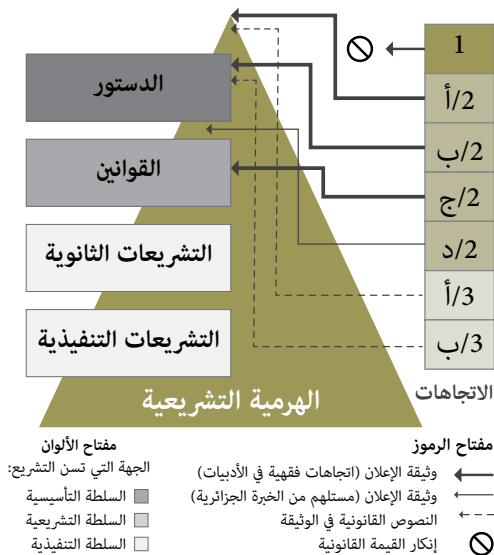 1
2/أ
2/ب
2/ج
2/د
3/أ
3/ب
الاتجاهات
الدستور
القوانين
التشريعات الثانوية
التشريعات التنفيذية
الهرمية التشريعية
مفتاح الرموز
وثيقة الإعلان (اتجاهات فقهية في الأدبيات)
وثيقة الإعلان (مستلهم من الخبرة الجزائرية)
النصوص القانونية في الوثيقة
إنكار القيمة القانونية
مفتاح الألوان
الجهة التي تسن التشريع:
السلطة التأسيسية
السلطة التشريعية
السلطة التنفيذية